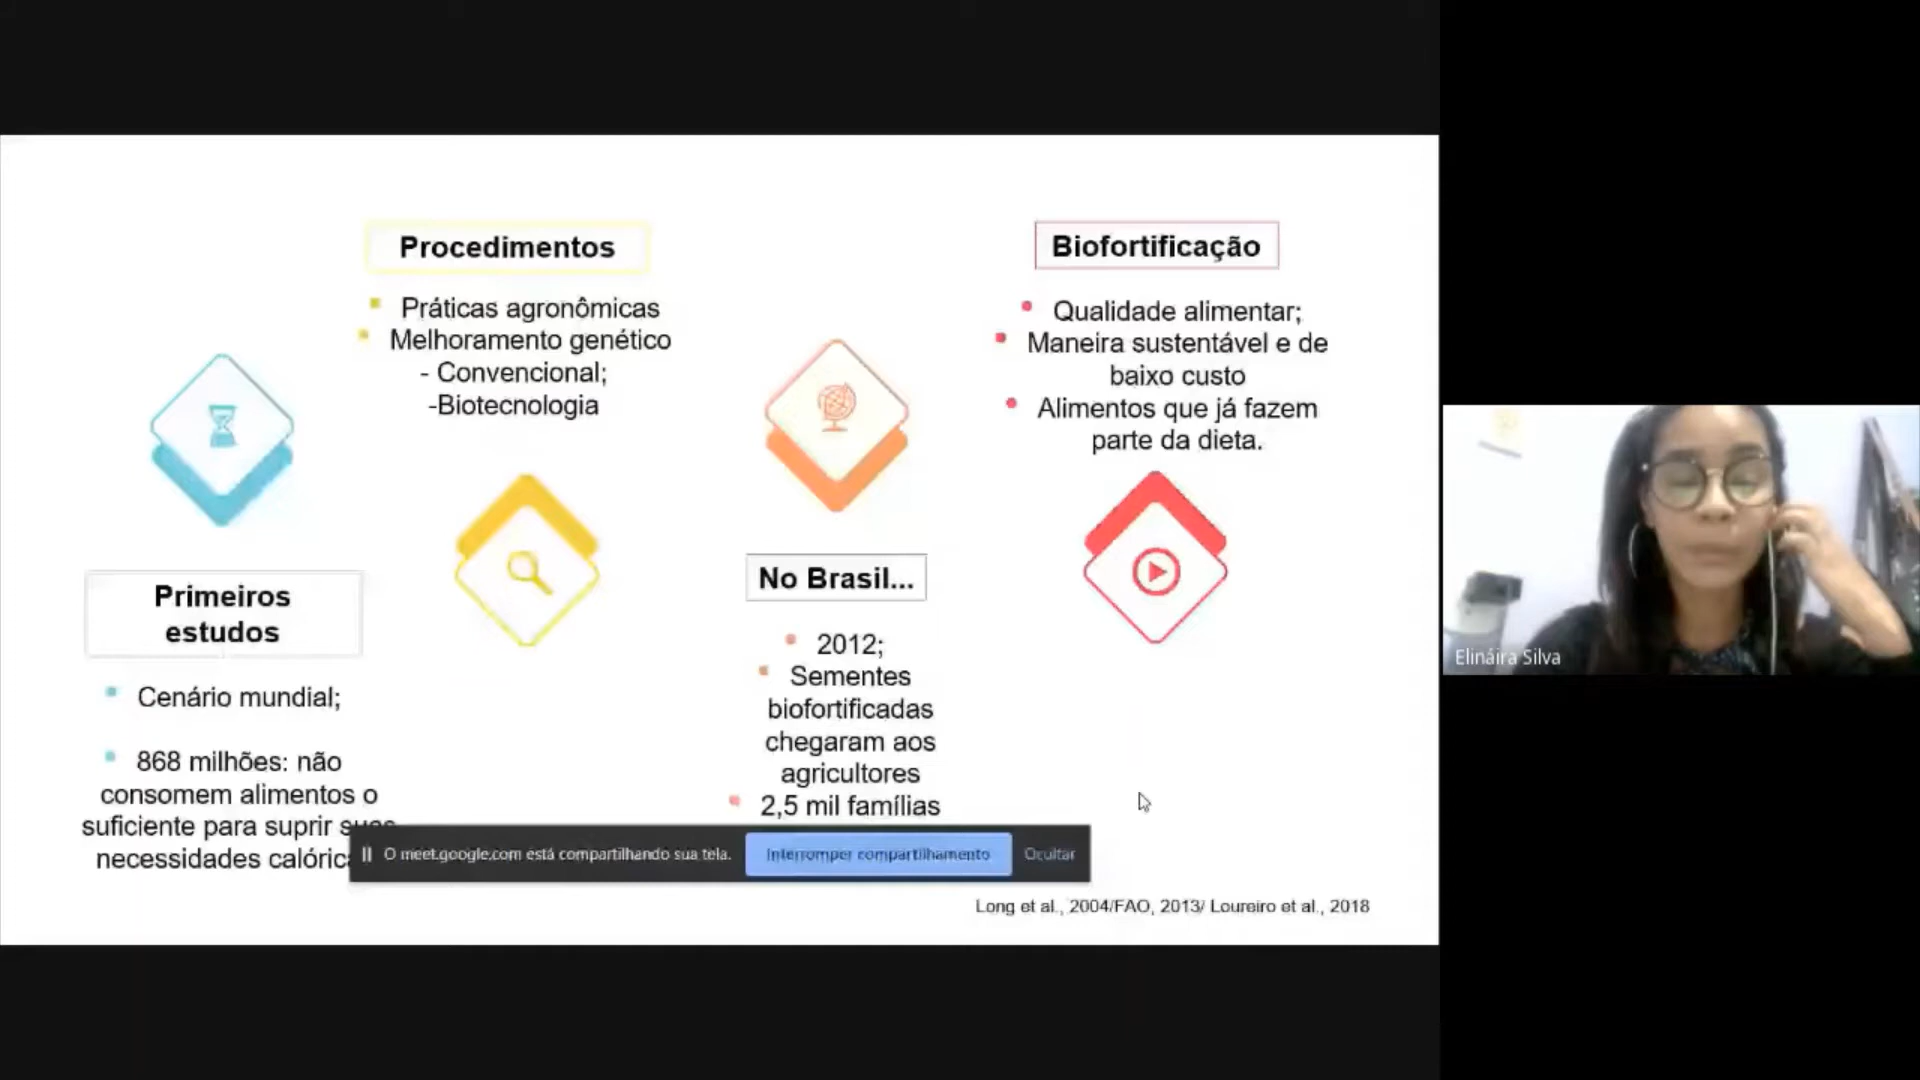 Procedimentos
Práticas agronômicas
Melhoramento genético
- Convencional;
-Biotecnologia
Biofortificação
Qualidade alimentar;
Maneira sustentável e de
baixo custo
Alimentos que já fazem
parte da dieta.
Primeiros
estudos
Cenário mundial;
868 milhões: não
consomem alimentos o
suficiente para suprir
necessidades
No Brasil...
2012;
Sementes
biofortificadas
chegaram aos
agricultores
2,5 mil famílias
O meet.google.com está compartilhando sua tela.
Interromper compartilhamento
Ocultar
Long et al., 2004/FAO, 2013/ Loureiro et al., 2018
Elináira Silva